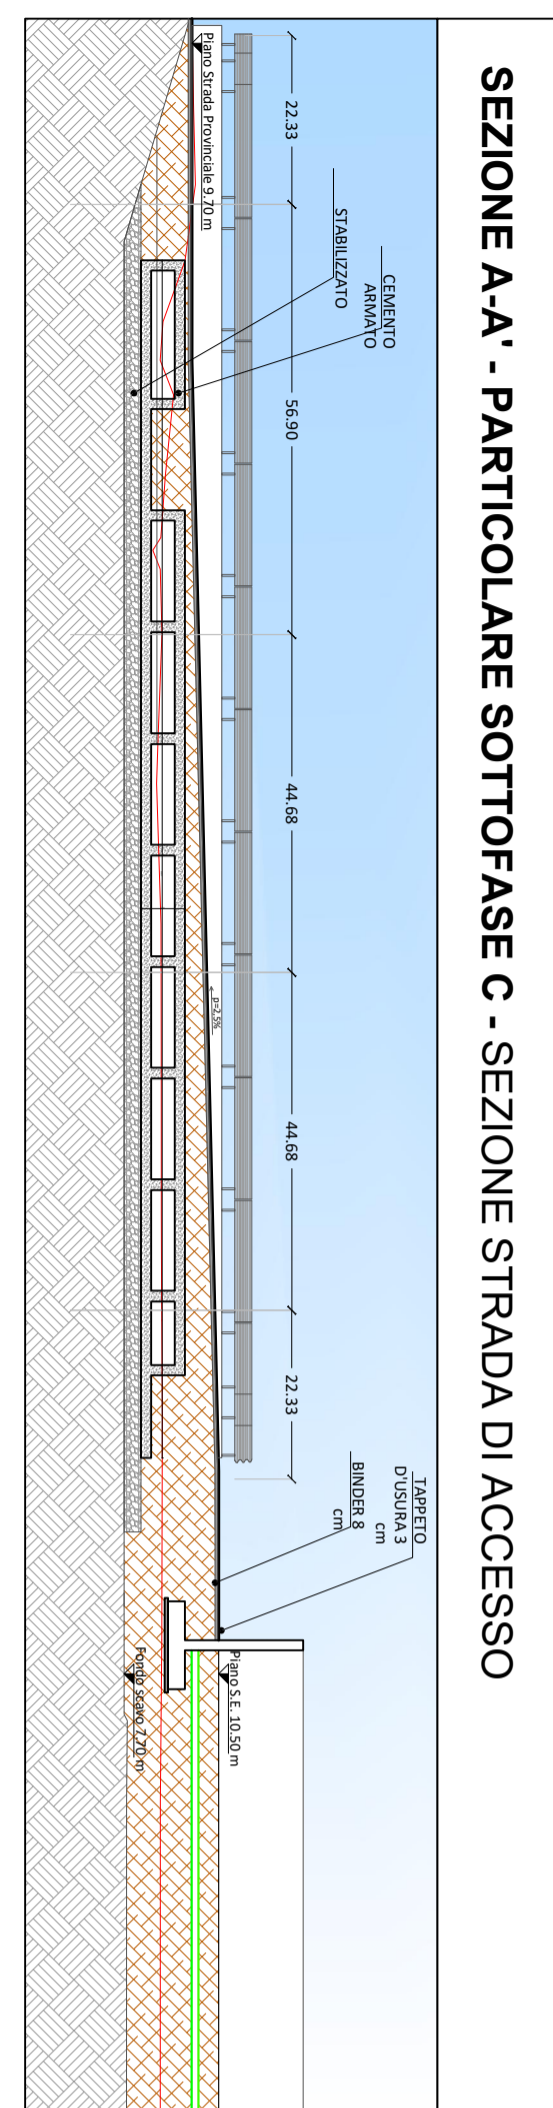 SEZIONE A-A' - PARTICOLARE SOTTOFASE C - SEZIONE STRADA DI ACCESSO
22.33
56.90
44.68
44.68
22.33
CEMENTO
ARMATO
STABILIZZATO
TAPPETO
D'USURA 3
cm
BINDER 8
cm
Piano Strada Provinciale 9.70 m
p=2,5%
Piano S.E. 10.50 m
Fondo scavo 7.70 m